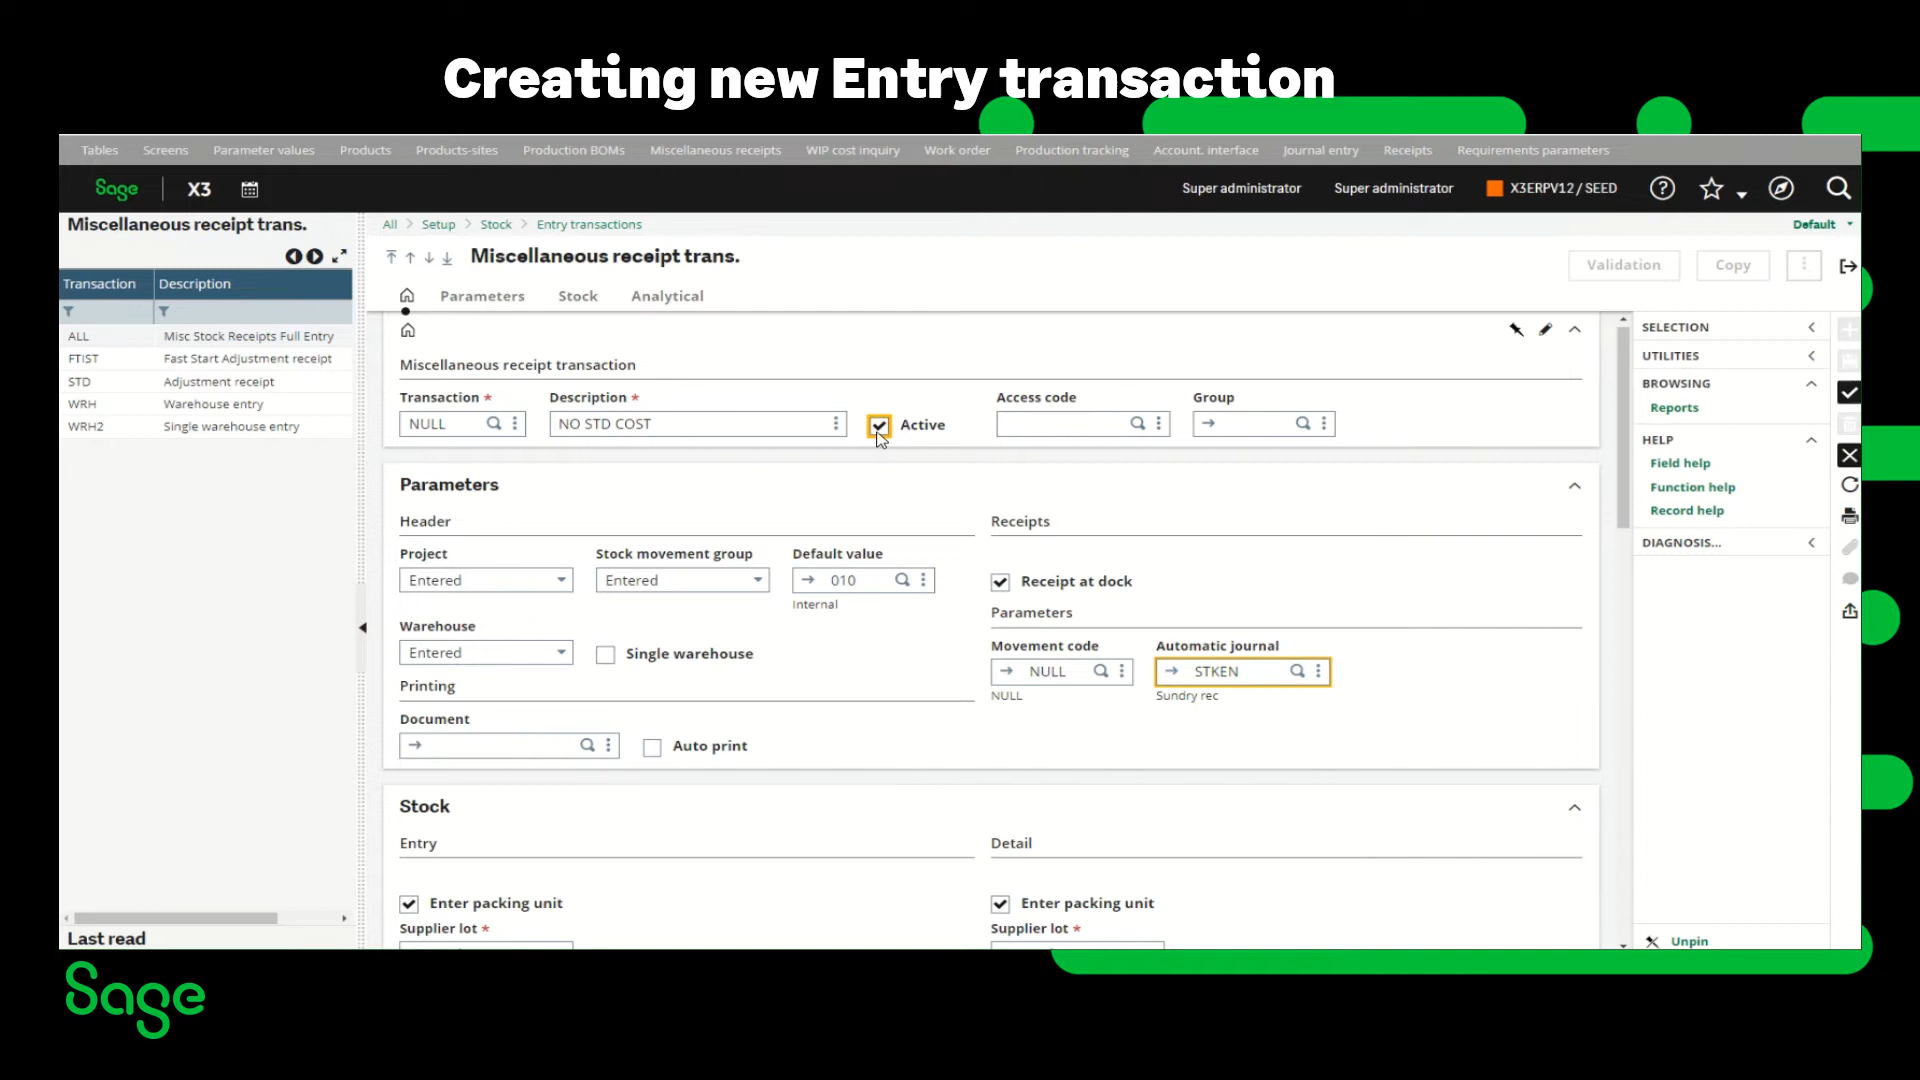 Creating new Entry transaction
Tables Screens Parameter values Products Products-sites Production BOMs Miscellaneous receipts WIP cost inquiry Work order Production tracking Account. interface Journal entry Receipts Requirements parameters
Sage X3 Super administrator Super administrator X3ERPV12 / SEED
Miscellaneous receipt trans.
All > Setup > Stock > Entry transactions
Default
Miscellaneous receipt trans.
Validation Copy
Transaction Description
Parameters Stock Analytical
ALL Misc Stock Receipts Full Entry
FTIST Fast Start Adjustment receipt
STD Adjustment receipt
WRH Warehouse entry
WRH2 Single warehouse entry
Last read
Miscellaneous receipt transaction
Transaction * Description * Access code Group
NULL NO STD COST Active
Parameters
Header
Project Stock movement group Default value
Entered Entered 010
Internal
Warehouse
Entered Single warehouse
Printing
Document
Auto print
Receipts
Receipt at dock
Parameters
Movement code Automatic journal
NULL STKEN
NULL Sundry rec
Stock
Entry Detail
Enter packing unit Enter packing unit
Supplier lot * Supplier lot *
SELECTION
UTILITIES
BROWSING
Reports
HELP
Field help
Function help
Record help
DIAGNOSIS...
Unpin
Sage